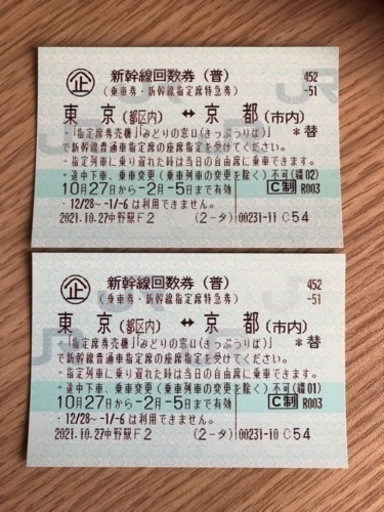 企 新幹線回数券(普) 452
(乗車券・新幹線指定席特急券) -51
東京(都区内) ↔ 京都(市内)
・「指定席券売機」「みどりの窓口(きっぷうりば)」 *替
で新幹線普通車指定席の座席指定を受けてください。
・指定列車に乗り遅れた時は当日の自由席に乗車できます。
・途中下車、乗車変更(乗車列車の変更を除く)不可(繻02)
10月27日から-2月-5日まで有効 C制 R003
・12/28~-1/-6は利用できません。
2021.10.27中野駅F2 (2-タ) 00231-11 C54
企 新幹線回数券(普) 452
(乗車券・新幹線指定席特急券) -51
東京(都区内) ↔ 京都(市内)
・「指定席券売機」「みどりの窓口(きっぷうりば)」 *替
で新幹線普通車指定席の座席指定を受けてください。
・指定列車に乗り遅れた時は当日の自由席に乗車できます。
・途中下車、乗車変更(乗車列車の変更を除く)不可(繻01)
10月27日から-2月-5日まで有効 C制 R003
・12/28~-1/-6は利用できません。
2021.10.27中野駅F2 (2-タ) 00231-10 C54